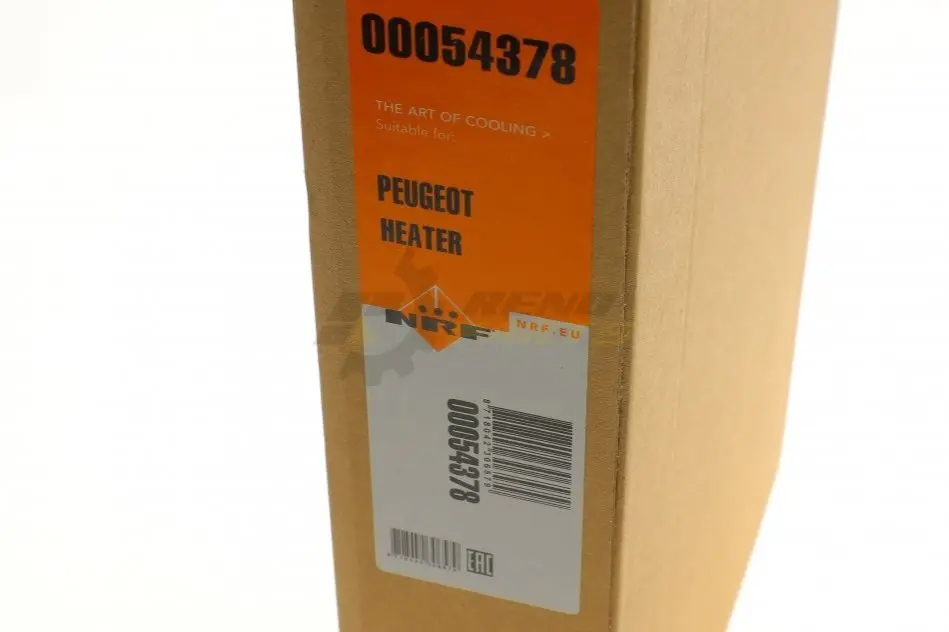 00054378
THE ART OF COOLING >
Suitable for:
PEUGEOT
HEATER
NRF
NRF.EU
00054378
EAC